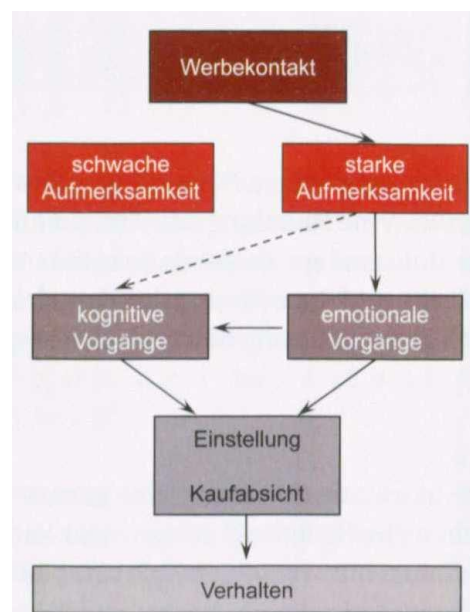 Werbekontakt
schwache
Aufmerksamkeit
starke
Aufmerksamkeit
kognitive
Vorgänge
emotionale
Vorgänge
Einstellung
Kaufabsicht
Verhalten